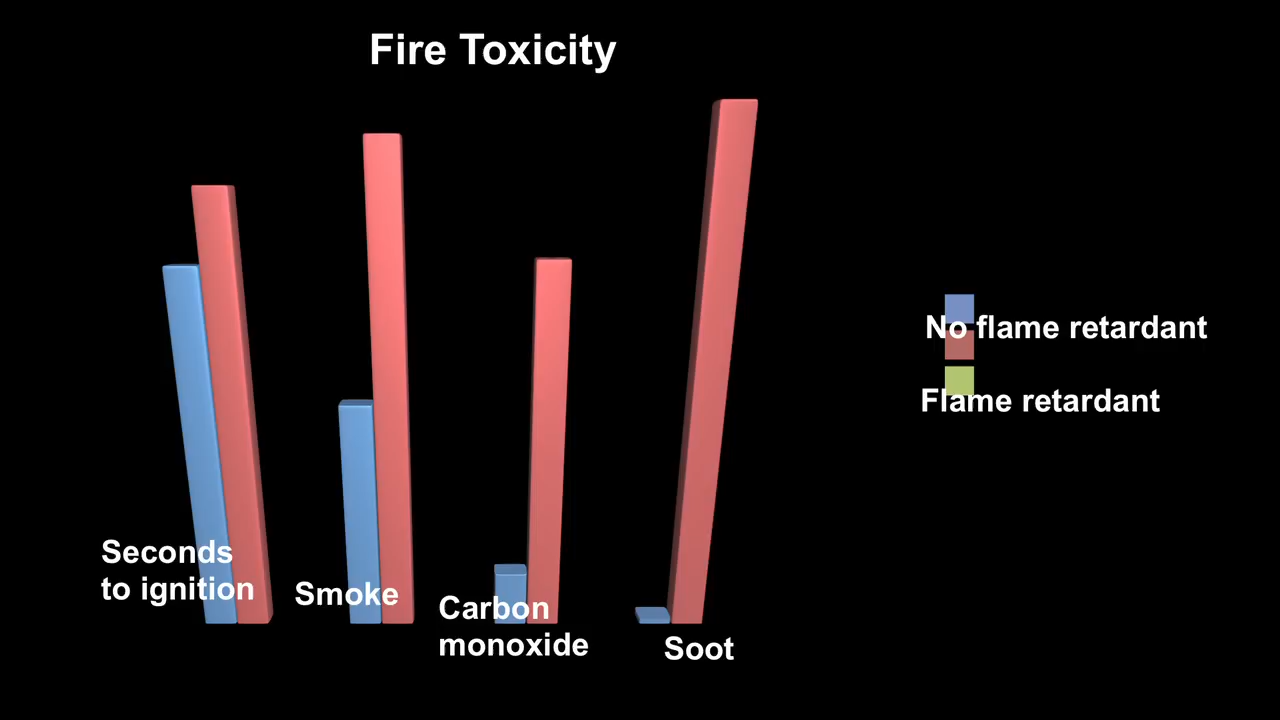 Fire Toxicity
No flame retardant
Flame retardant
Seconds
to ignition
Smoke
Carbon
monoxide
Soot